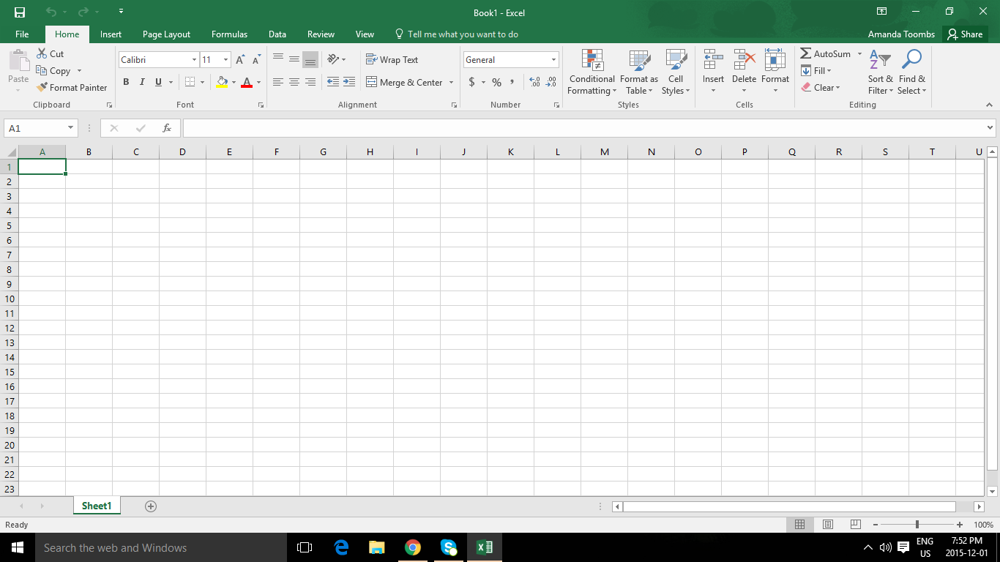 Book1 - Excel
File Home Insert Page Layout Formulas Data Review View Tell me what you want to do Amanda Toombs Share
Paste
Cut
Copy
Format Painter
Clipboard
Calibri 11
B I U A
Font
Wrap Text
Merge & Center
Alignment
General
$ % ,
Number
Conditional Formatting
Format as Table
Cell Styles
Styles
Insert Delete Format
Cells
AutoSum
Fill
Clear
Sort & Filter
Find & Select
Editing
A1 fx
A B C D E F G H I J K L M N O P Q R S T U
1
2
3
4
5
6
7
8
9
10
11
12
13
14
15
16
17
18
19
20
21
22
23
Sheet1
Ready 100%
Search the web and Windows
ENG
US
7:52 PM
2015-12-01